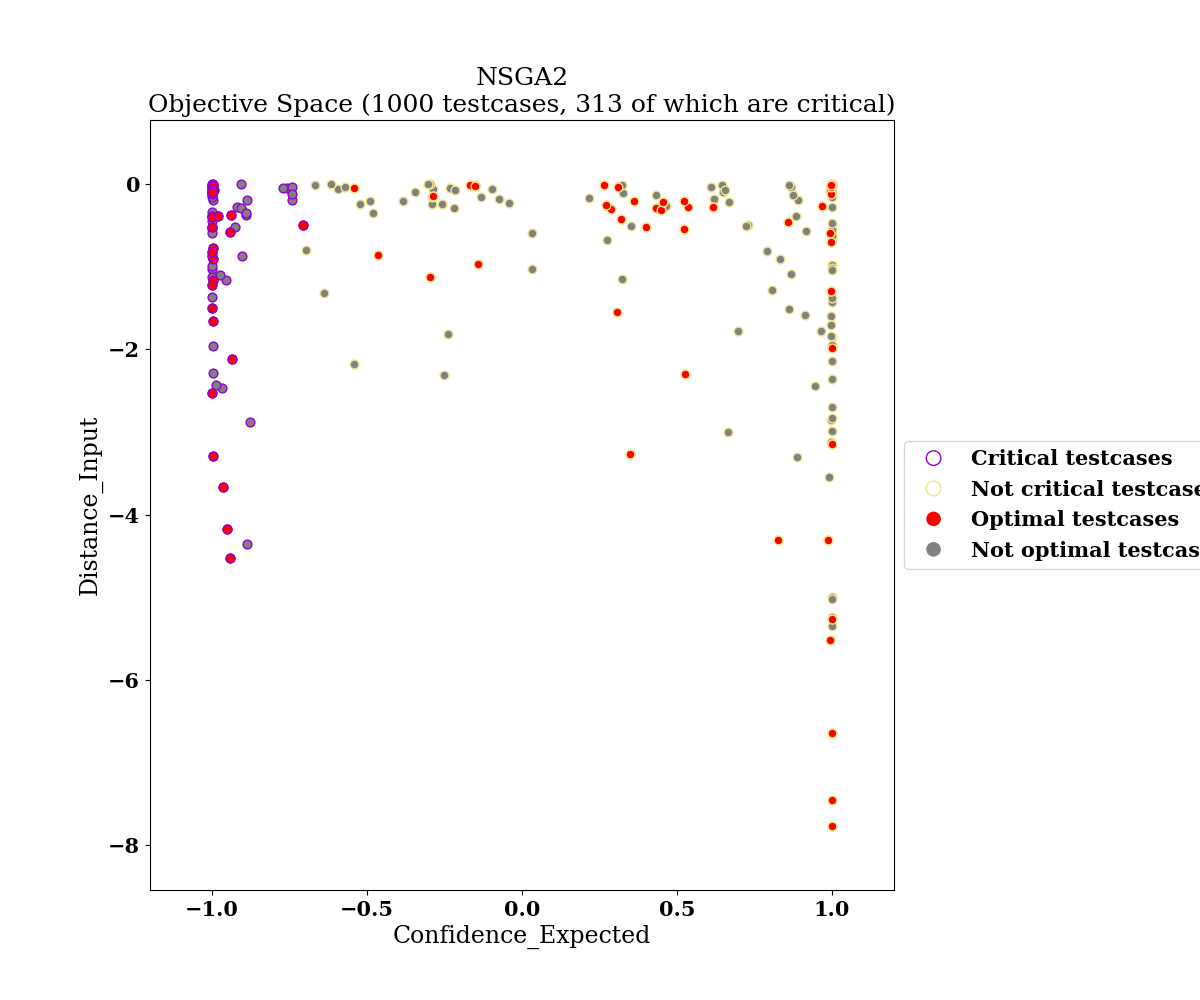 NSGA2
Objective Space (1000 testcases, 313 of which are critical)
0
−2
−4
−6
−8
Distance_Input
−1.0 −0.5 0.0 0.5 1.0
Confidence_Expected
Critical testcases
Not critical testcase
Optimal testcases
Not optimal testcas